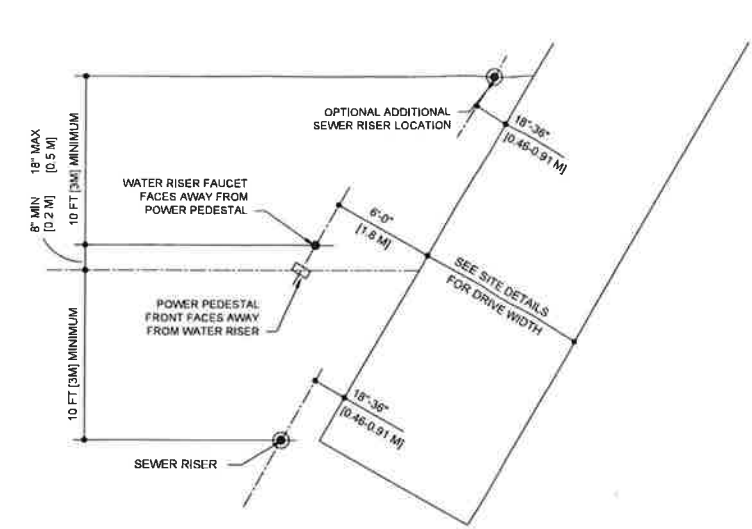 OPTIONAL ADDITIONAL
SEWER RISER LOCATION
18"-36"
[0.46-0.91 M]
8" MIN
[0.2 M]
18" MAX
[0.5 M]
10 FT [3M] MINIMUM
WATER RISER FAUCET
FACES AWAY FROM
POWER PEDESTAL
6'-0"
[1.8 M]
SEE SITE DETAILS
FOR DRIVE WIDTH
POWER PEDESTAL
FRONT FACES AWAY
FROM WATER RISER
10 FT [3M] MINIMUM
18"-36"
[0.46-0.91 M]
SEWER RISER